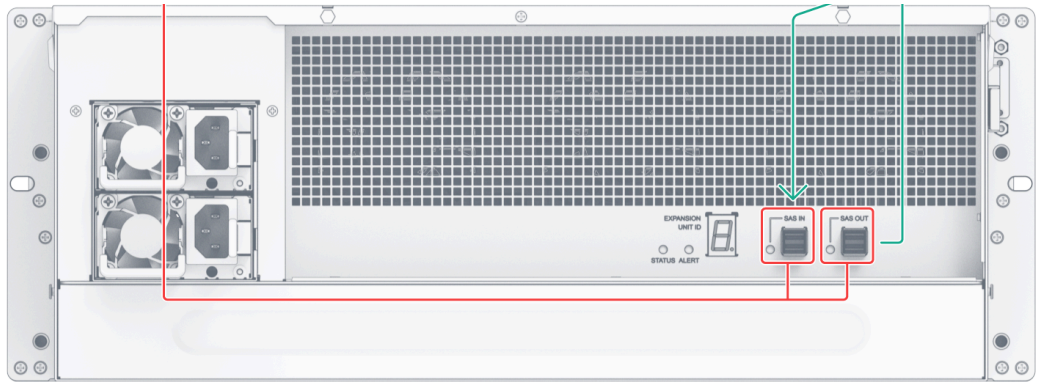 EXPANSION
UNIT ID
SAS IN
SAS OUT
STATUS ALERT